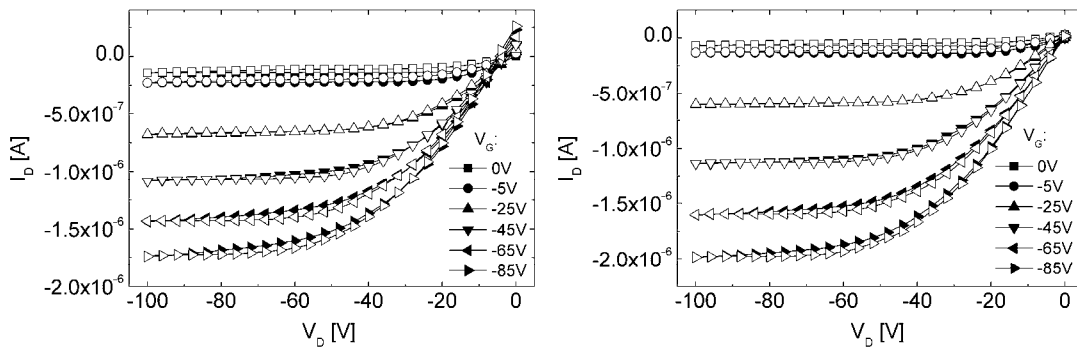 0.0
-5.0x10⁻⁷
-1.0x10⁻⁶
-1.5x10⁻⁶
-2.0x10⁻⁶
I_D [A]
V_G:
0V
-5V
-25V
-45V
-65V
-85V
-100 -80 -60 -40 -20 0
V_D [V]
0.0
-5.0x10⁻⁷
-1.0x10⁻⁶
-1.5x10⁻⁶
-2.0x10⁻⁶
I_D [A]
V_G:
0V
-5V
-25V
-45V
-65V
-85V
-100 -80 -60 -40 -20 0
V_D [V]